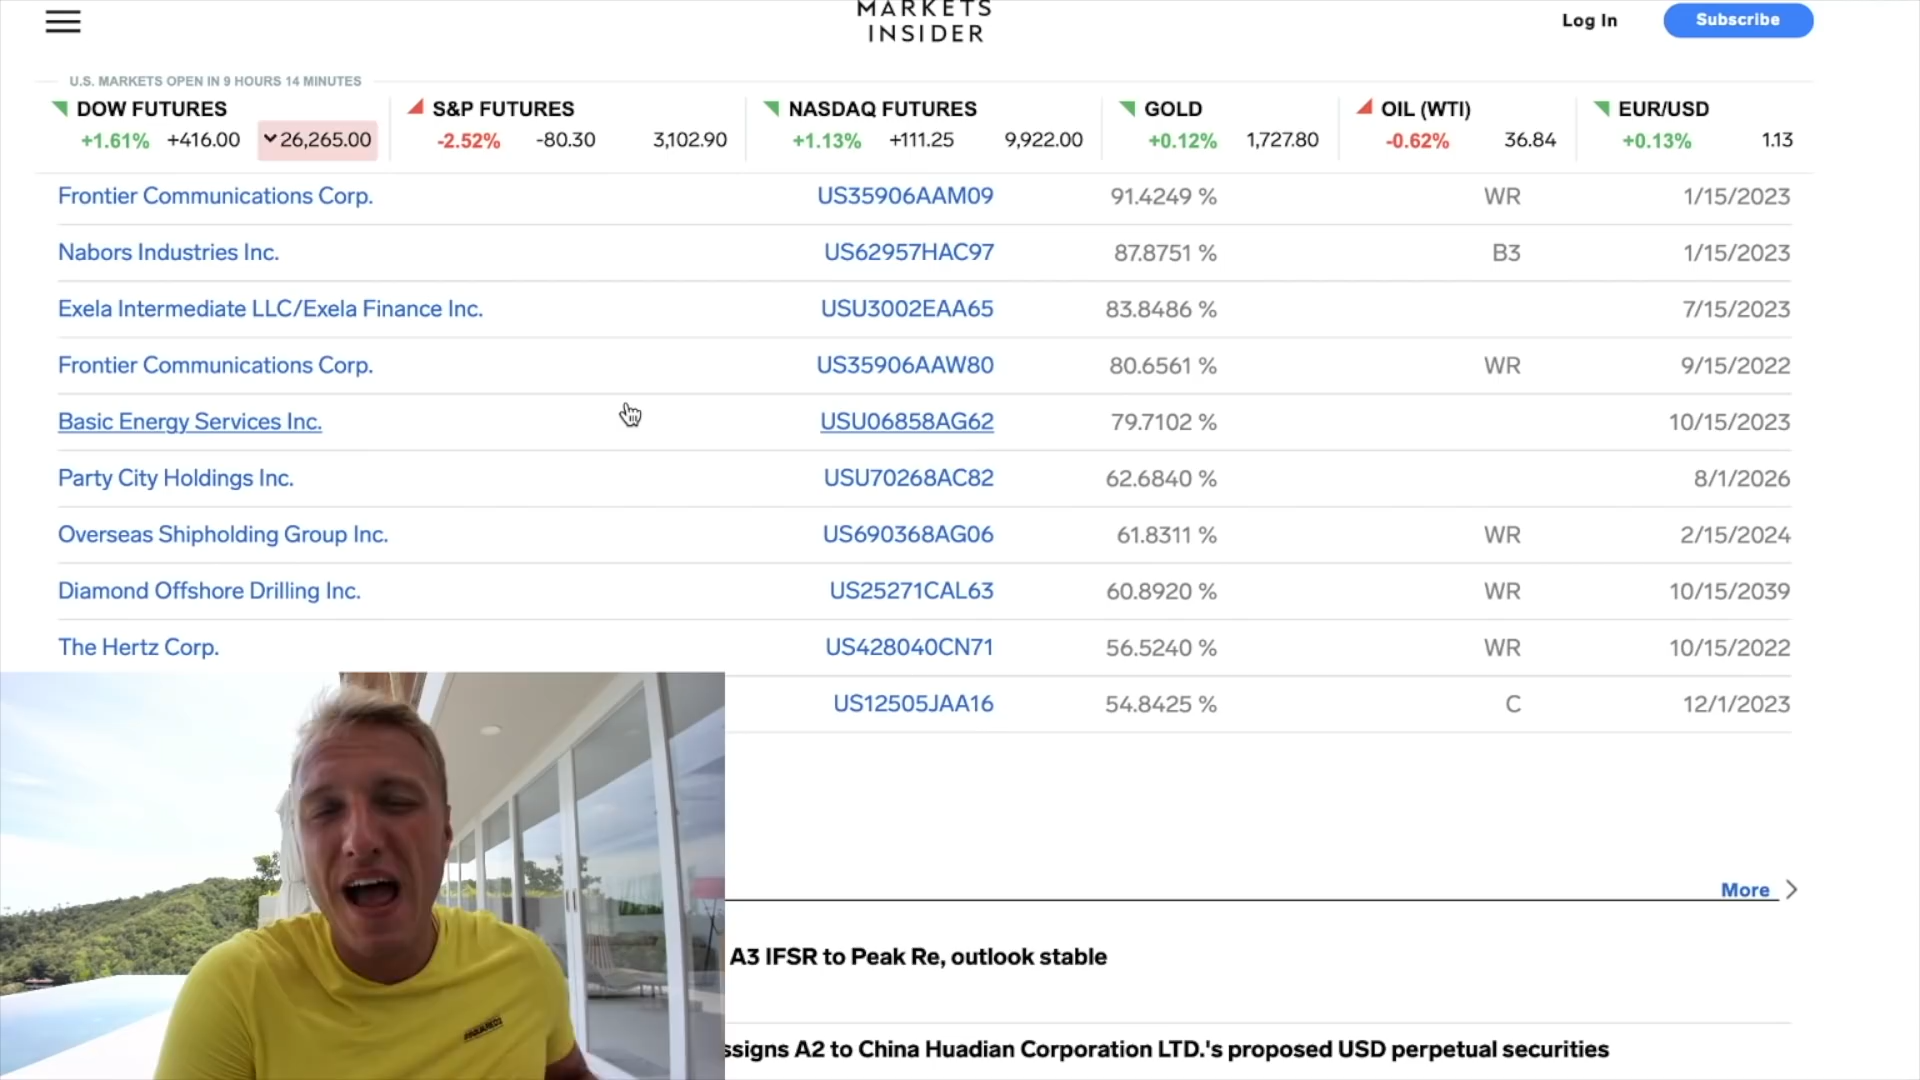 MARKETS
INSIDER
Log In
Subscribe
U.S. MARKETS OPEN IN 9 HOURS 14 MINUTES
DOW FUTURES
+1.61% +416.00 26,265.00
S&P FUTURES
-2.52% -80.30 3,102.90
NASDAQ FUTURES
+1.13% +111.25 9,922.00
GOLD
+0.12% 1,727.80
OIL (WTI)
-0.62% 36.84
EUR/USD
+0.13% 1.13
Frontier Communications Corp. US35906AAM09 91.4249 % WR 1/15/2023
Nabors Industries Inc. US62957HAC97 87.8751 % B3 1/15/2023
Exela Intermediate LLC/Exela Finance Inc. USU3002EAA65 83.8486 % 7/15/2023
Frontier Communications Corp. US35906AAW80 80.6561 % WR 9/15/2022
Basic Energy Services Inc. USU06858AG62 79.7102 % 10/15/2023
Party City Holdings Inc. USU70268AC82 62.6840 % 8/1/2026
Overseas Shipholding Group Inc. US690368AG06 61.8311 % WR 2/15/2024
Diamond Offshore Drilling Inc. US25271CAL63 60.8920 % WR 10/15/2039
The Hertz Corp. US428040CN71 56.5240 % WR 10/15/2022
US12505JAA16 54.8425 % C 12/1/2023
More
A3 IFSR to Peak Re, outlook stable
ssigns A2 to China Huadian Corporation LTD.'s proposed USD perpetual securities